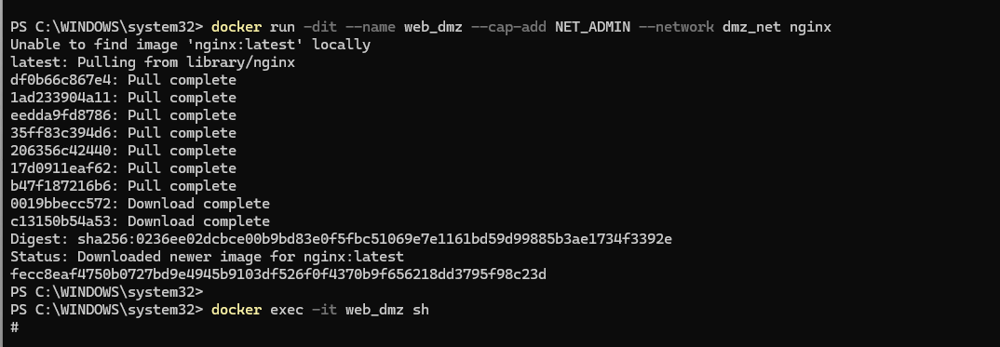 PS C:\WINDOWS\system32> docker run -dit --name web_dmz --cap-add NET_ADMIN --network dmz_net nginx
Unable to find image 'nginx:latest' locally
latest: Pulling from library/nginx
df0b66c867e4: Pull complete
1ad233904a11: Pull complete
eedda9fd8786: Pull complete
35ff83c394d6: Pull complete
206356c42440: Pull complete
17d0911eaf62: Pull complete
b47f187216b6: Pull complete
0019bbecc572: Download complete
c13150b54a53: Download complete
Digest: sha256:0236ee02dcbce00b9bd83e0f5fbc51069e7e1161bd59d99885b3ae1734f3392e
Status: Downloaded newer image for nginx:latest
fecc8eaf4750b0727bd9e4945b9103df526f0f4370b9f656218dd3795f98c23d
PS C:\WINDOWS\system32>
PS C:\WINDOWS\system32> docker exec -it web_dmz sh
#